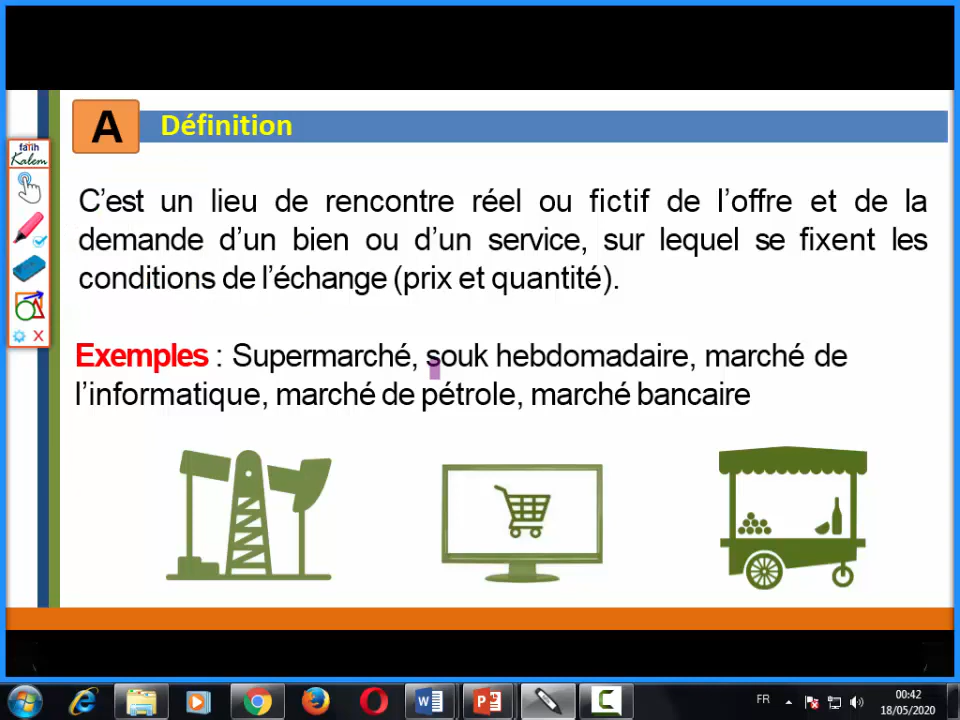 A
Définition
fatih
Kalem
C’est un lieu de rencontre réel ou fictif de l’offre et de la
demande d’un bien ou d’un service, sur lequel se fixent les
conditions de l’échange (prix et quantité).
Exemples : Supermarché, souk hebdomadaire, marché de
l’informatique, marché de pétrole, marché bancaire
FR
00:42
18/05/2020